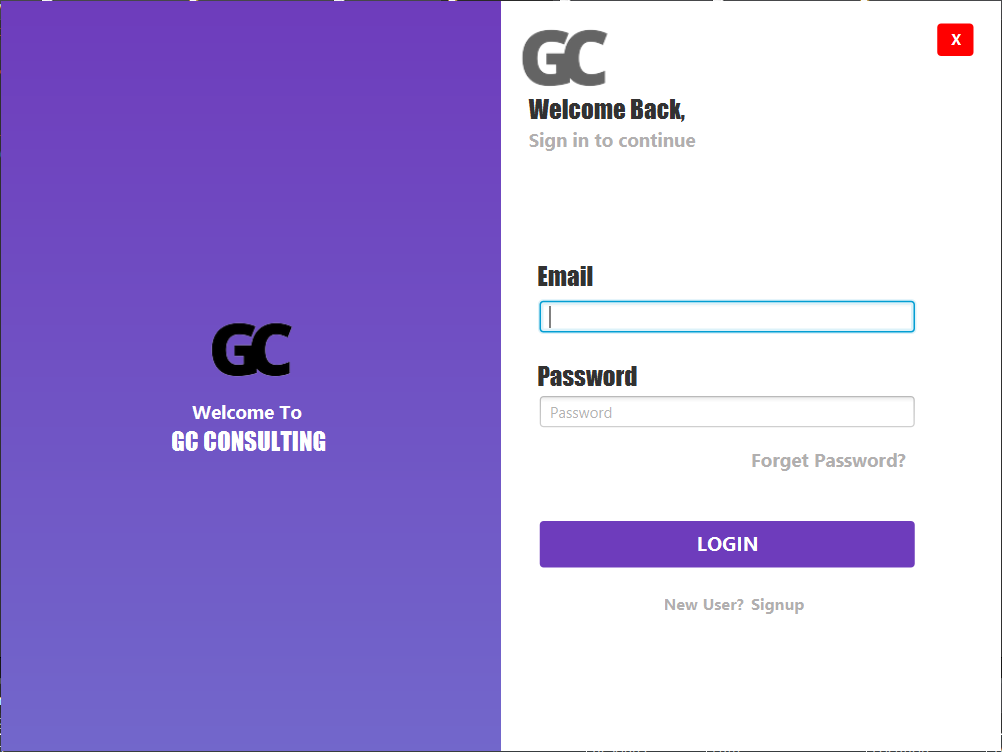 GC
Welcome To
GC CONSULTING
GC
X
Welcome Back,
Sign in to continue
Email
Password
Password
Forget Password?
LOGIN
New User? Signup